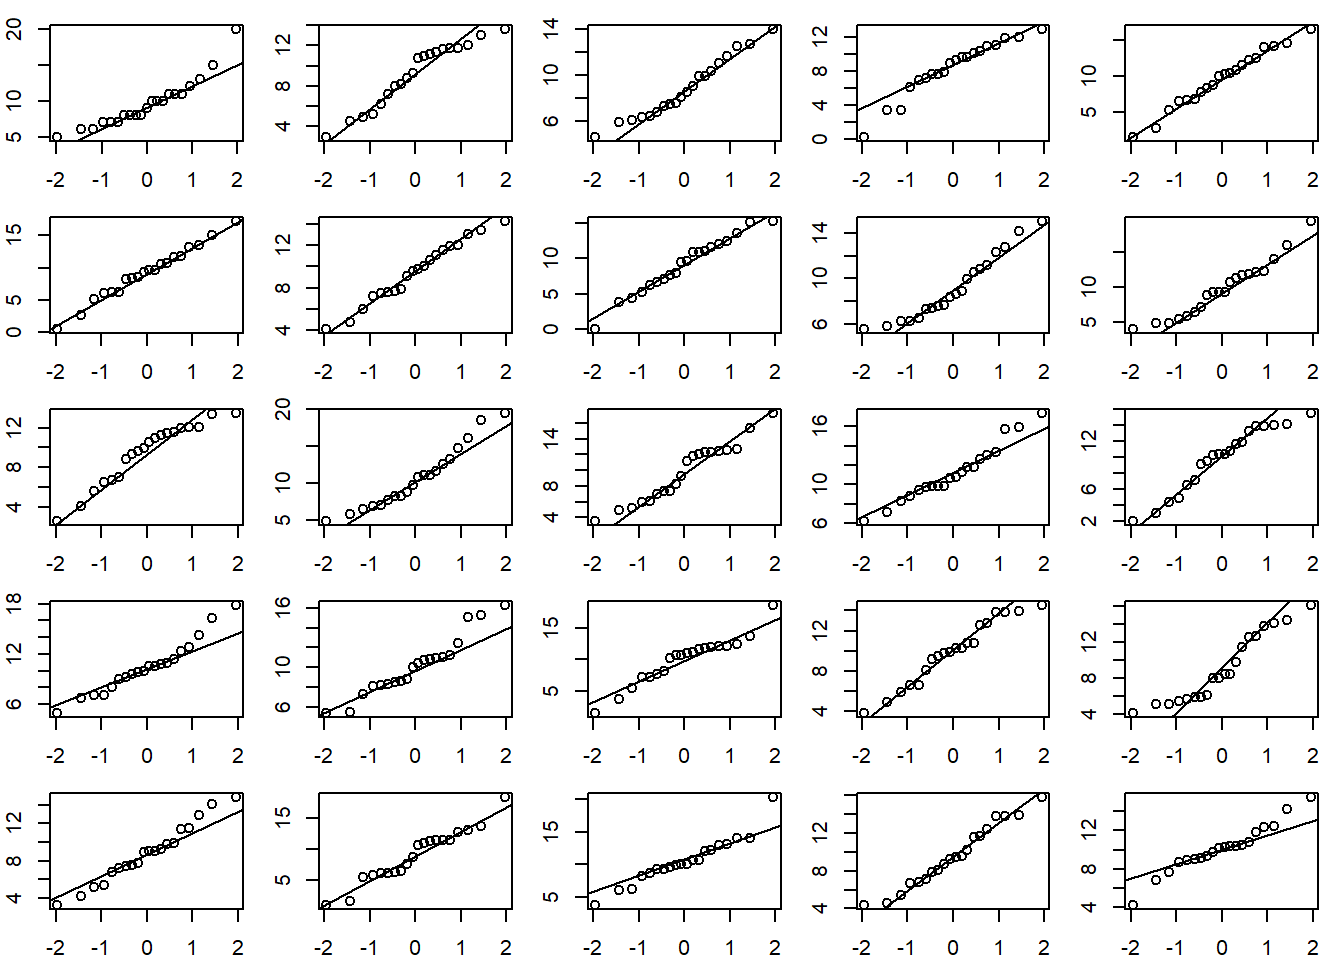 20 10 5 -2 -1 0 1 2
12 8 4 -2 -1 0 1 2
14 10 6 -2 -1 0 1 2
12 8 4 0 -2 -1 0 1 2
10 5 -2 -1 0 1 2
15 5 0 -2 -1 0 1 2
12 8 4 -2 -1 0 1 2
10 5 0 -2 -1 0 1 2
14 10 6 -2 -1 0 1 2
10 5 -2 -1 0 1 2
12 8 4 -2 -1 0 1 2
20 10 5 -2 -1 0 1 2
14 8 4 -2 -1 0 1 2
16 10 6 -2 -1 0 1 2
12 6 2 -2 -1 0 1 2
18 12 6 -2 -1 0 1 2
16 10 6 -2 -1 0 1 2
15 5 -2 -1 0 1 2
12 8 4 -2 -1 0 1 2
12 8 4 -2 -1 0 1 2
12 8 4 -2 -1 0 1 2
15 5 -2 -1 0 1 2
15 5 -2 -1 0 1 2
12 8 4 -2 -1 0 1 2
12 8 4 -2 -1 0 1 2